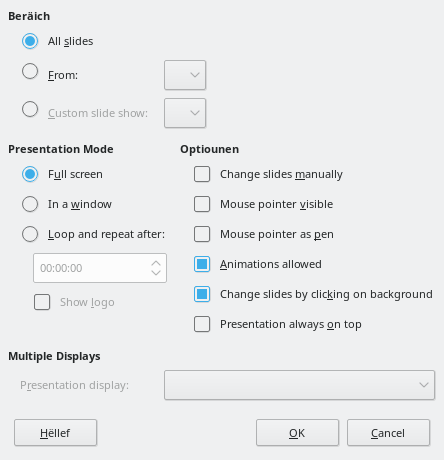 Beräich
All slides
From:
Custom slide show:
Presentation Mode
Full screen
In a window
Loop and repeat after:
00:00:00
Show logo
Optiounen
Change slides manually
Mouse pointer visible
Mouse pointer as pen
Animations allowed
Change slides by clicking on background
Presentation always on top
Multiple Displays
Presentation display:
Hëllef
OK
Cancel